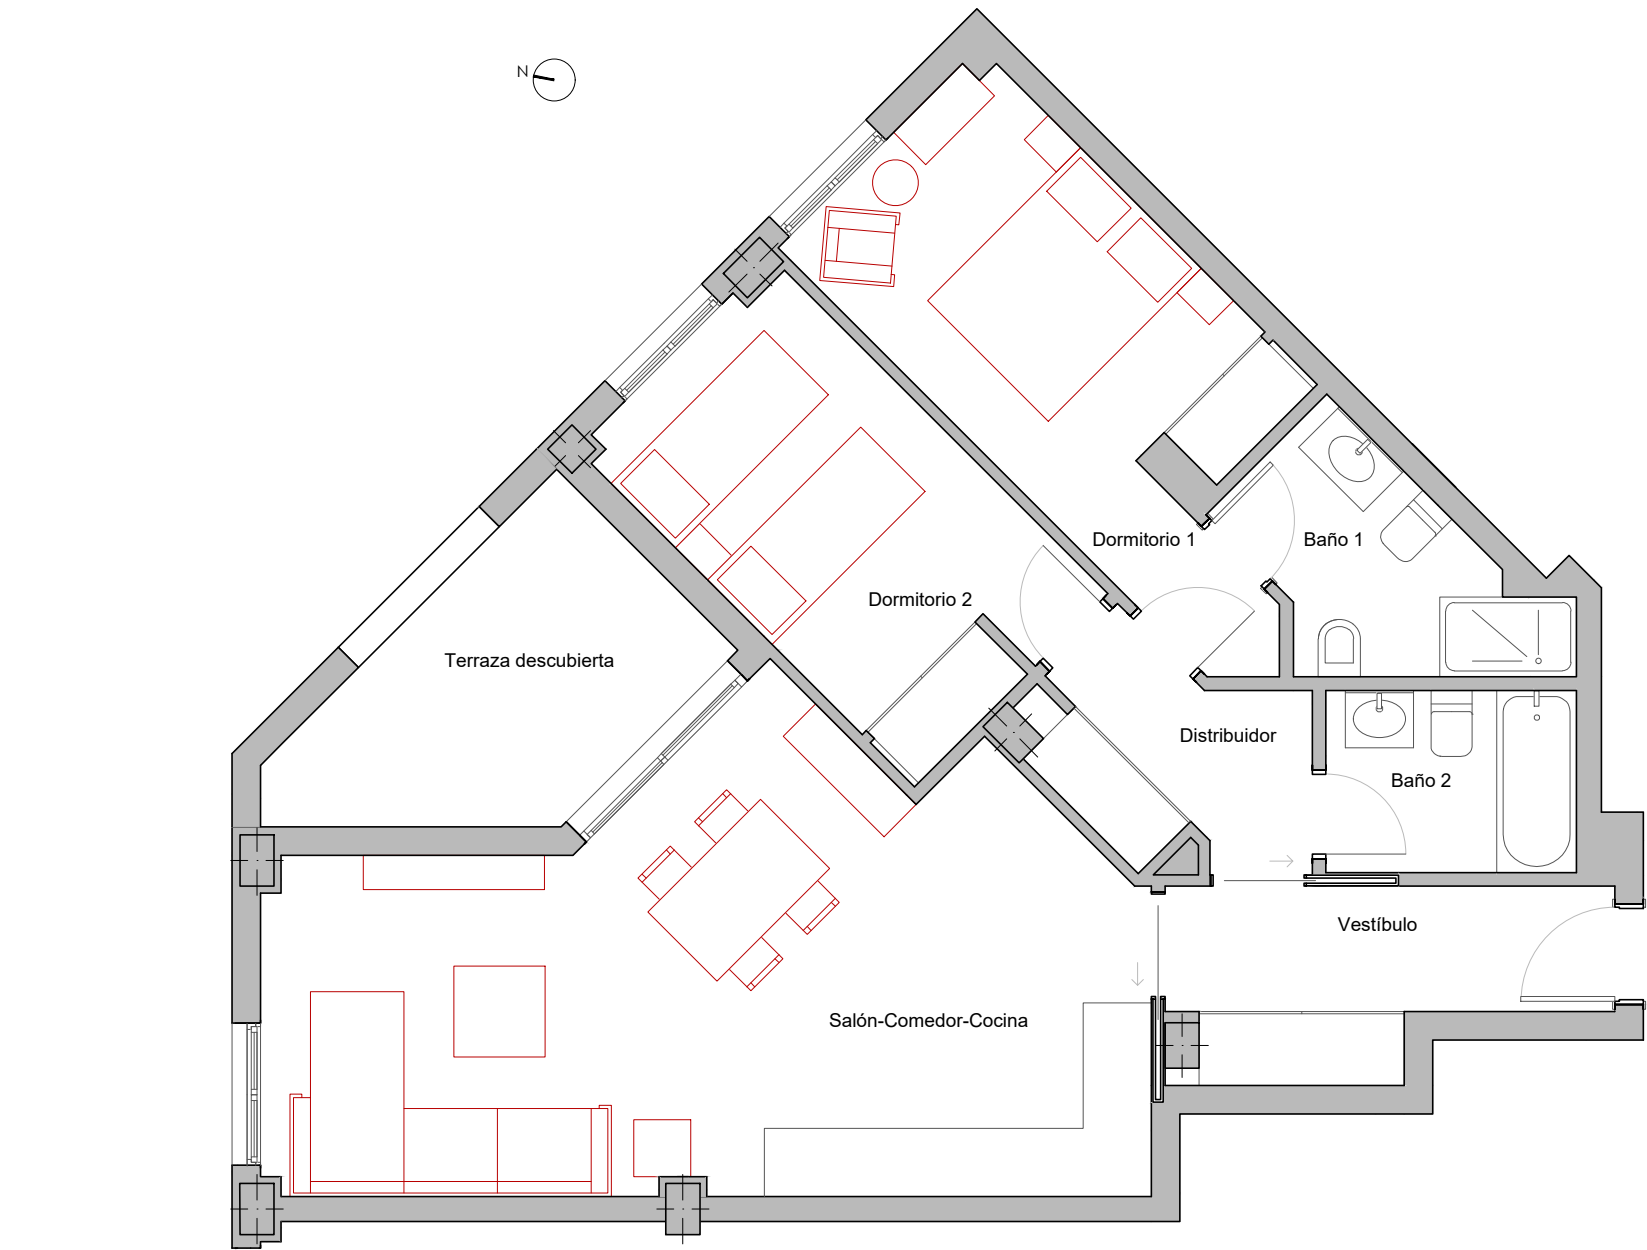 N
Dormitorio 1
Baño 1
Dormitorio 2
Terraza descubierta
Distribuidor
Baño 2
Vestíbulo
Salón-Comedor-Cocina